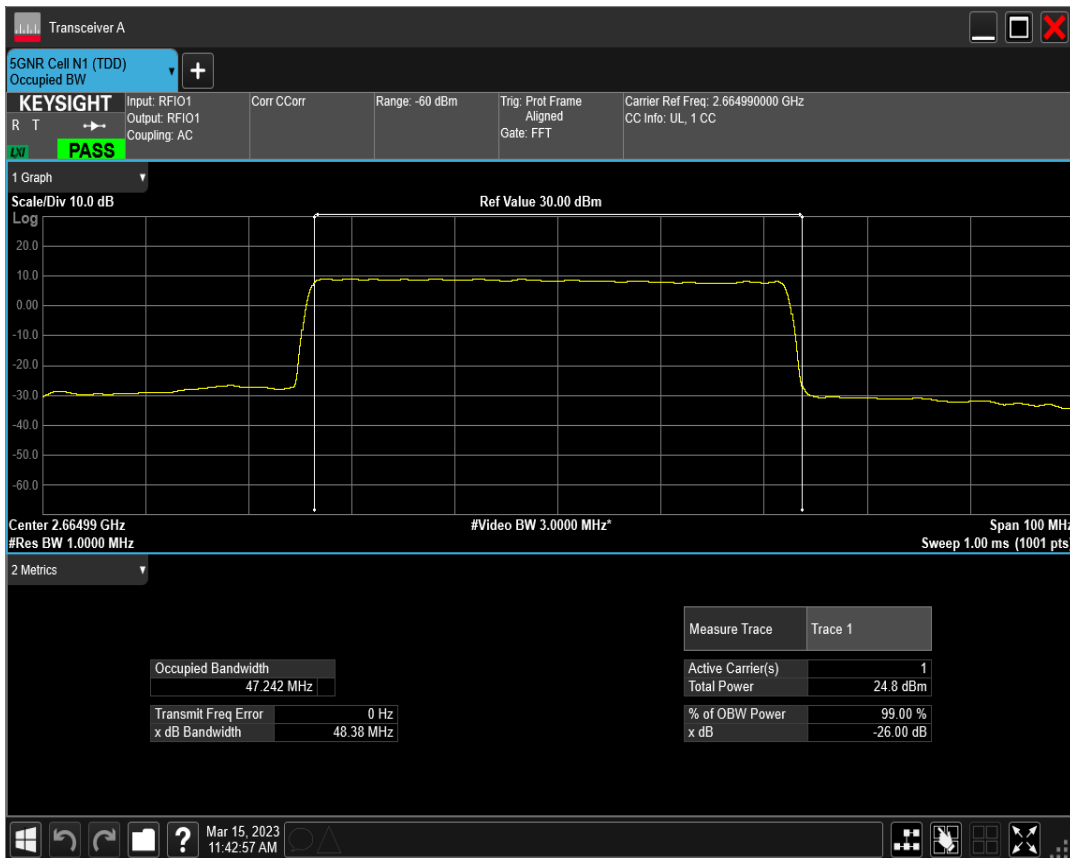 Transceiver A
5GNR Cell N1 (TDD)
Occupied BW
KEYSIGHT
R T
LXI
PASS
Input: RFIO1
Output: RFIO1
Coupling: AC
Corr CCorr
Range: -60 dBm
Trig: Prot Frame
Aligned
Gate: FFT
Carrier Ref Freq: 2.664990000 GHz
CC Info: UL, 1 CC
1 Graph
Scale/Div 10.0 dB
Ref Value 30.00 dBm
Log
20.0
10.0
0.00
-10.0
-20.0
-30.0
-40.0
-50.0
-60.0
Center 2.66499 GHz
#Video BW 3.0000 MHz*
Span 100 MHz
#Res BW 1.0000 MHz
Sweep 1.00 ms (1001 pts)
2 Metrics
Measure Trace Trace 1
Occupied Bandwidth
47.242 MHz
Active Carrier(s) 1
Total Power 24.8 dBm
Transmit Freq Error 0 Hz
x dB Bandwidth 48.38 MHz
% of OBW Power 99.00 %
x dB -26.00 dB
?
Mar 15, 2023
11:42:57 AM